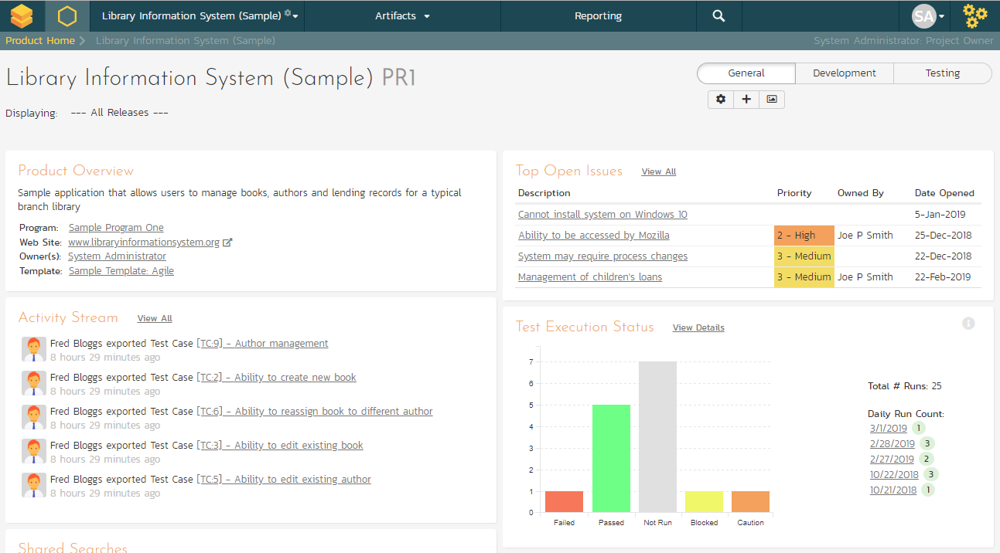 Library Information System (Sample)
Artifacts
Reporting
SA
Product Home
Library Information System (Sample)
System Administrator: Project Owner
Library Information System (Sample) PR1
General
Development
Testing
Displaying: --- All Releases ---
Product Overview
Sample application that allows users to manage books, authors and lending records for a typical
branch library
Program: Sample Program One
Web Site: www.libraryinformationsystem.org
Owner(s): System Administrator
Template: Sample Template: Agile
Activity Stream View All
Fred Bloggs exported Test Case [TC:9] - Author management
8 hours 29 minutes ago
Fred Bloggs exported Test Case [TC:2] - Ability to create new book
8 hours 29 minutes ago
Fred Bloggs exported Test Case [TC:6] - Ability to reassign book to different author
8 hours 29 minutes ago
Fred Bloggs exported Test Case [TC:3] - Ability to edit existing book
8 hours 29 minutes ago
Fred Bloggs exported Test Case [TC:5] - Ability to edit existing author
8 hours 29 minutes ago
Shared Searches
Top Open Issues View All
Description Priority Owned By Date Opened
Cannot install system on Windows 10 5-Jan-2019
Ability to be accessed by Mozilla 2 - High Joe P Smith 25-Dec-2018
System may require process changes 3 - Medium 22-Dec-2018
Management of children's loans 3 - Medium Joe P Smith 22-Feb-2019
Test Execution Status View Details
7
6
5
4
3
2
1
0
Failed Passed Not Run Blocked Caution
Total # Runs: 25
Daily Run Count:
3/1/2019 1
2/28/2019 3
2/27/2019 2
10/22/2018 3
10/21/2018 1